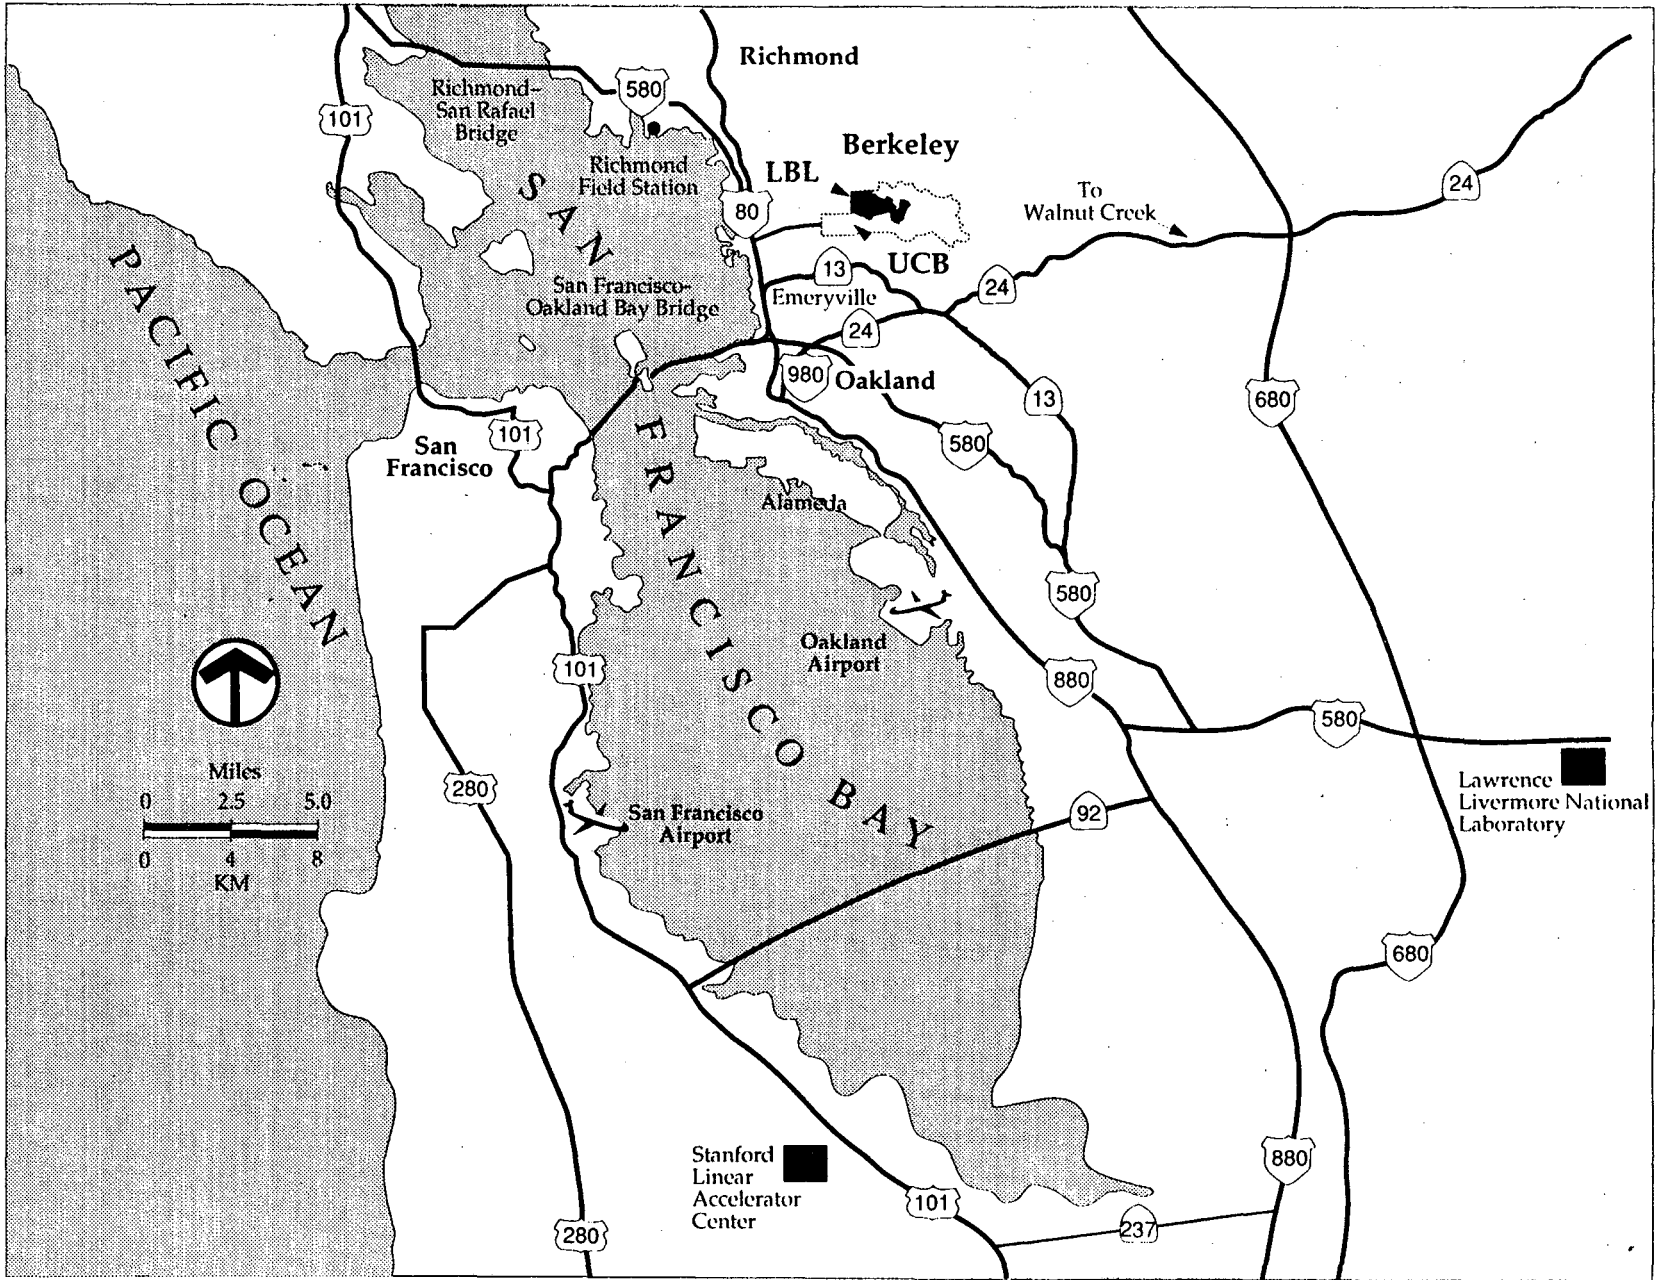 Richmond
580
Richmond-
San Rafael
Bridge
101
Berkeley
LBL
Richmond
Field Station
To
Walnut Creek
24
80
UCB
13
24
San Francisco-
Oakland Bay Bridge
Emeryville
24
980
Oakland
13
680
101
San
Francisco
580
Alameda
PACIFIC OCEAN
SAN FRANCISCO BAY
580
Oakland
Airport
101
880
580
Miles
0 2.5 5.0
0 4 8
KM
280
San Francisco
Airport
92
Lawrence
Livermore National
Laboratory
680
Stanford
Linear
Accelerator
Center
880
101
237
280